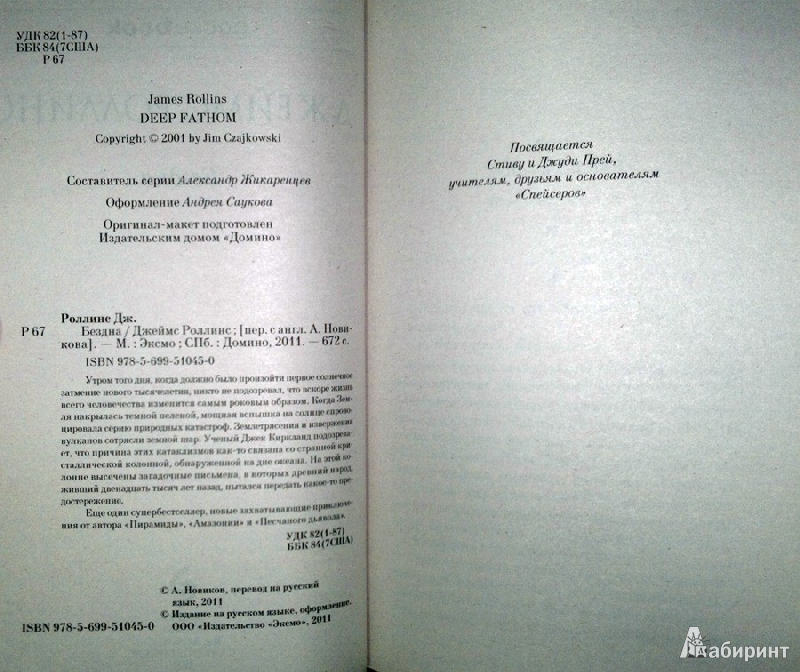 УДК 82(1-87)
ББК 84(7США)
Р 67
James Rollins
DEEP FATHOM
Copyright © 2001 by Jim Czajkowski
Составитель серии Александр Жикаренцев
Оформление Андрея Саукова
Оригинал-макет подготовлен
Издательским домом «Домино»
Роллинс Дж.
Р 67 Бездна / Джеймс Роллинс ; [пер. с англ. А. Нови-
кова]. — М. : Эксмо ; СПб. : Домино, 2011. — 672 с.
ISBN 978-5-699-51045-0
Утром того дня, когда должно было произойти первое солнечное
затмение нового тысячелетия, никто не подозревал, что вскоре жизнь
всего человечества изменится самым роковым образом. Когда Зем-
ля накрылась темной пеленой, мощная вспышка на солнце спрово-
цировала серию природных катастроф. Землетрясения и извержения
вулканов сотрясли земной шар. Ученый Джек Киркланд подозрева-
ет, что причина этих катаклизмов как-то связана со странной кри-
сталлической колонной, обнаруженной на дне океана. На этой ко-
лонне высечены загадочные письмена, в которых древний народ,
живший двенадцать тысяч лет назад, пытался передать какое-то пре-
достережение.
Еще один супербестселлер, новые захватывающие приключе-
ния от автора «Пирамиды», «Амазонии» и «Песчаного дьявола».
УДК 82(1-87)
ББК 84(7США)
© А. Новиков, перевод на русский
язык, 2011
© Издание на русском языке, оформление.
ООО «Издательство «Эксмо», 2011
ISBN 978-5-699-51045-0
Посвящается
Стиву и Джуди Прей,
учителям, друзьям и основателям
«Спейсеров»
Лабиринт